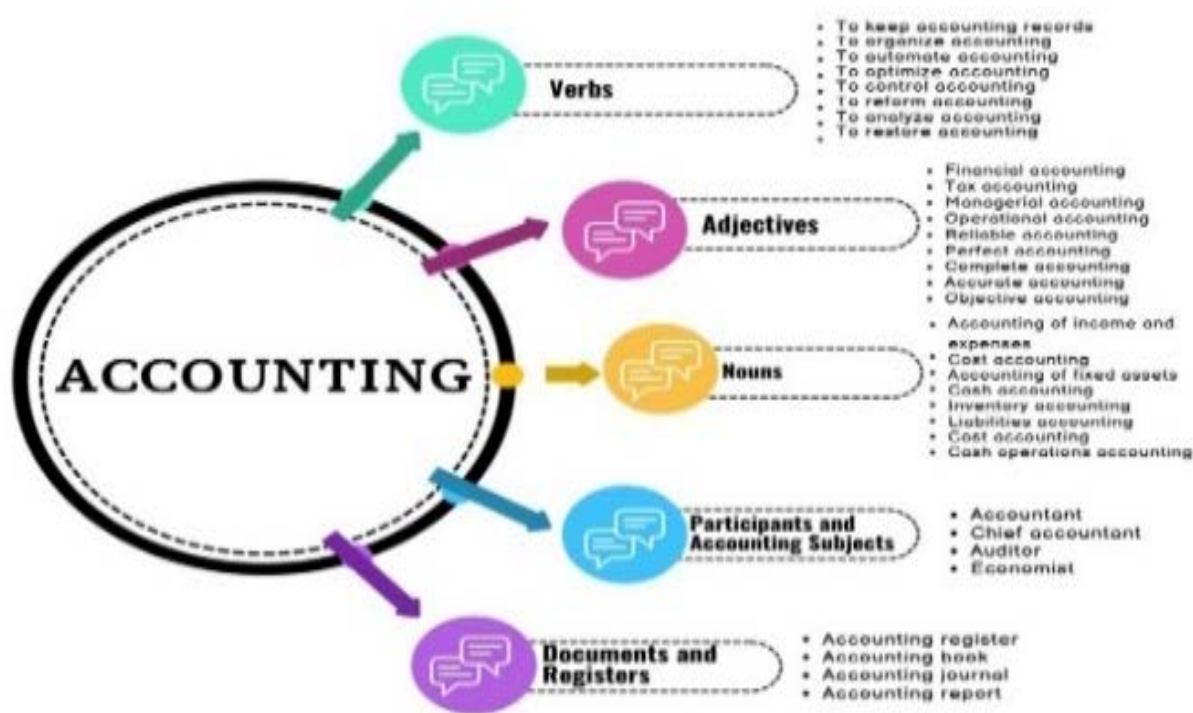 Verbs
• To keep accounting records
• To organize accounting
• To automate accounting
• To optimize accounting
• To control accounting
• To reform accounting
• To analyze accounting
• To restore accounting
Adjectives
• Financial accounting
• Tax accounting
• Managerial accounting
• Operational accounting
• Reliable accounting
• Perfect accounting
• Complete accounting
• Accurate accounting
• Objective accounting
ACCOUNTING
Nouns
• Accounting of income and
expenses
• Cost accounting
• Accounting of fixed assets
• Cash accounting
• Inventory accounting
• Liabilities accounting
• Cost accounting
• Cash operations accounting
Participants and
Accounting Subjects
• Accountant
• Chief accountant
• Auditor
• Economist
Documents and
Registers
• Accounting register
• Accounting book
• Accounting journal
• Accounting report